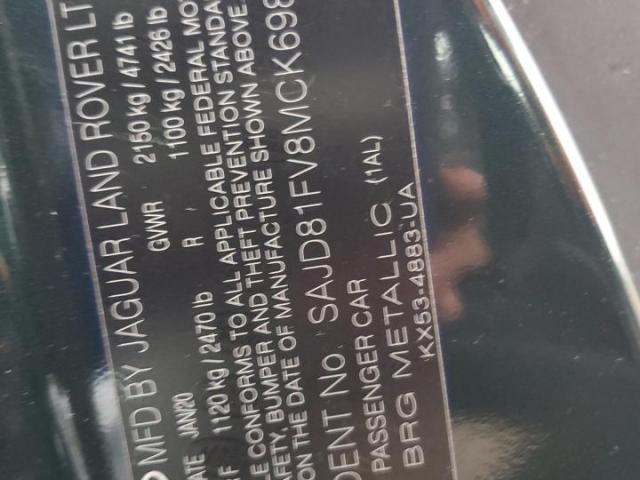 MFD BY JAGUAR LAND ROVER LT
ATE JAN/20 GVWR 2150 kg / 4741 lb
R F 1120 kg / 2470 lb R 1100 kg / 2426 lb
LE CONFORMS TO ALL APPLICABLE FEDERAL MO
AFETY, BUMPER AND THEFT PREVENTION STANDA
ON THE DATE OF MANUFACTURE SHOWN ABOVE.
DENT No. SAJD81FV8MCK698
PASSENGER CAR
BRG METALLIC (1AL)
KX53-4883-UA